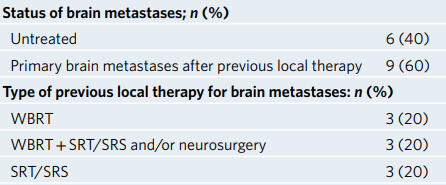 Status of brain metastases; n (%)
Untreated 6 (40)
Primary brain metastases after previous local therapy 9 (60)
Type of previous local therapy for brain metastases: n (%)
WBRT 3 (20)
WBRT + SRT/SRS and/or neurosurgery 3 (20)
SRT/SRS 3 (20)